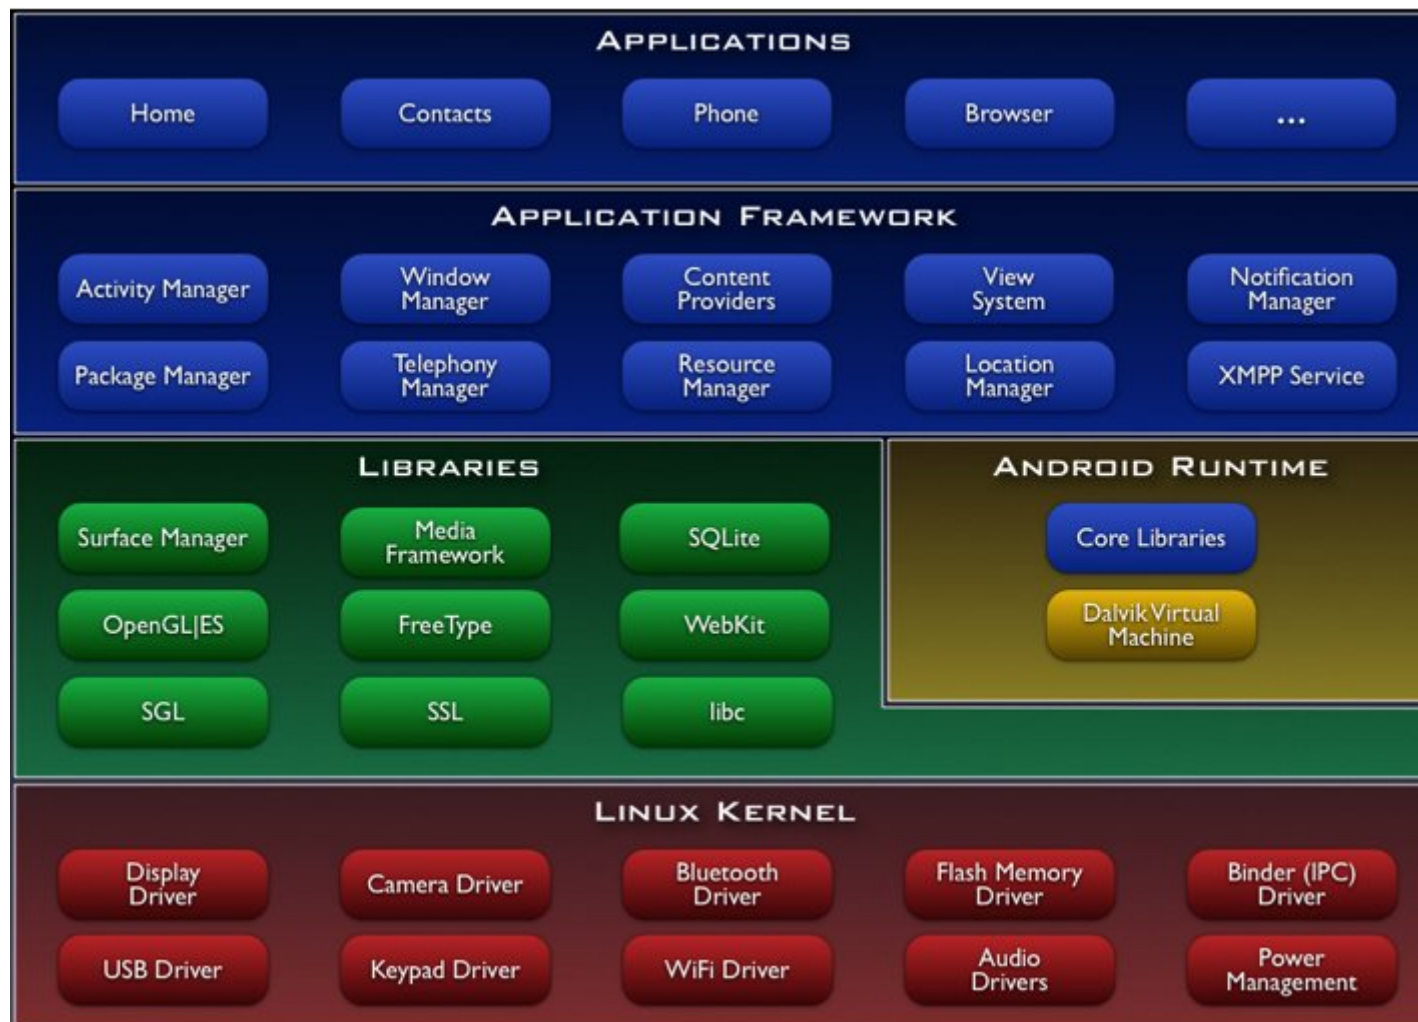 APPLICATIONS
Home
Contacts
Phone
Browser
...
APPLICATION FRAMEWORK
Activity Manager
Window
Manager
Content
Providers
View
System
Notification
Manager
Package Manager
Telephony
Manager
Resource
Manager
Location
Manager
XMPP Service
LIBRARIES
Surface Manager
Media
Framework
SQLite
OpenGL|ES
FreeType
WebKit
SGL
SSL
libc
ANDROID RUNTIME
Core Libraries
Dalvik Virtual
Machine
LINUX KERNEL
Display
Driver
Camera Driver
Bluetooth
Driver
Flash Memory
Driver
Binder (IPC)
Driver
USB Driver
Keypad Driver
WiFi Driver
Audio
Drivers
Power
Management